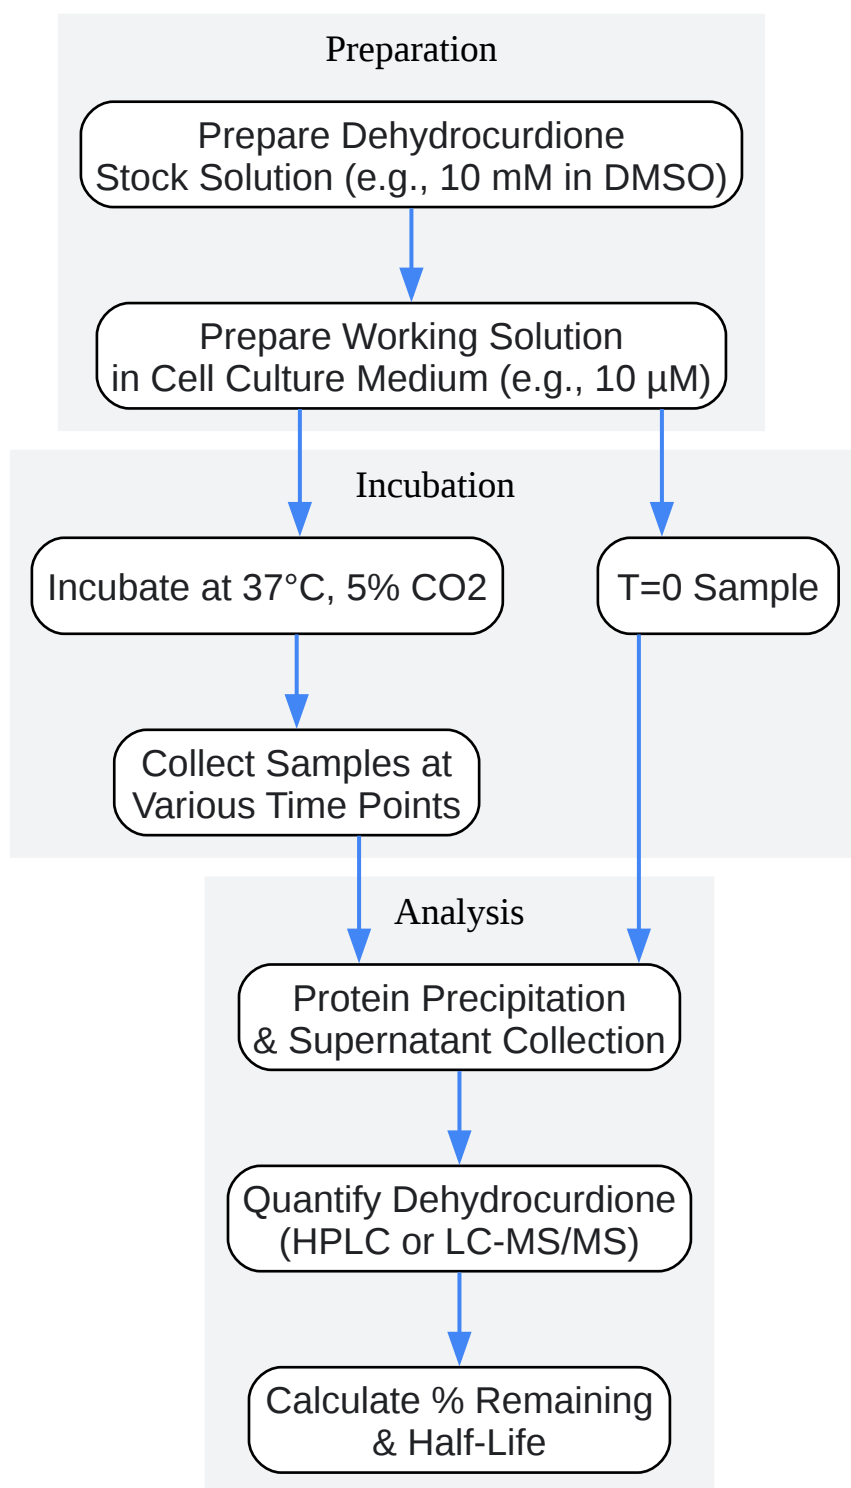 Preparation
Prepare Dehydrocurdione
Stock Solution (e.g., 10 mM in DMSO)
Prepare Working Solution
in Cell Culture Medium (e.g., 10 µM)
Incubation
Incubate at 37°C, 5% CO2
T=0 Sample
Collect Samples at
Various Time Points
Analysis
Protein Precipitation
& Supernatant Collection
Quantify Dehydrocurdione
(HPLC or LC-MS/MS)
Calculate % Remaining
& Half-Life